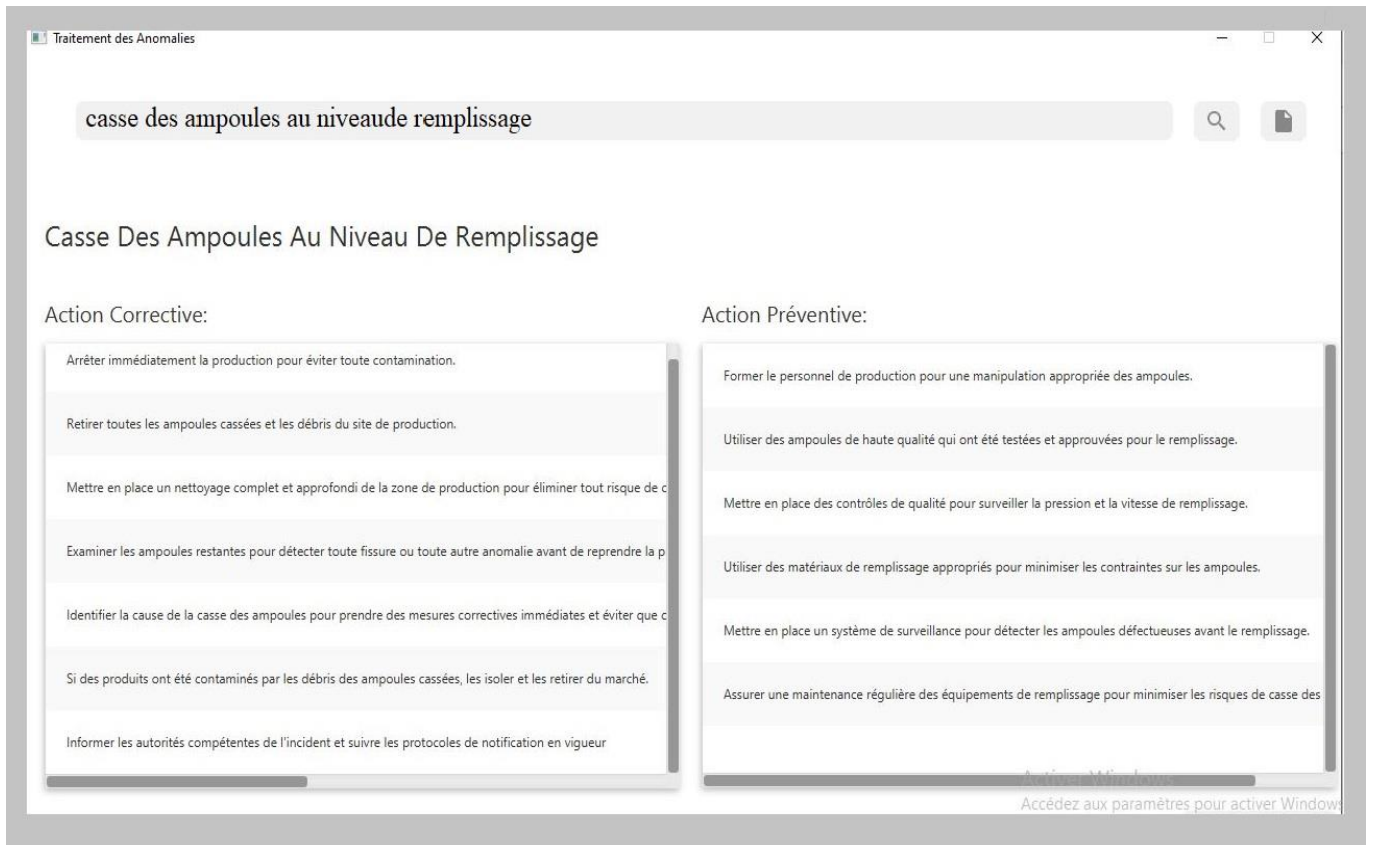 Traitement des Anomalies
casse des ampoules au niveaude remplissage
Casse Des Ampoules Au Niveau De Remplissage
Action Corrective:
Arrêter immédiatement la production pour éviter toute contamination.
Retirer toutes les ampoules cassées et les débris du site de production.
Mettre en place un nettoyage complet et approfondi de la zone de production pour éliminer tout risque de c
Examiner les ampoules restantes pour détecter toute fissure ou toute autre anomalie avant de reprendre la p
Identifier la cause de la casse des ampoules pour prendre des mesures correctives immédiates et éviter que c
Si des produits ont été contaminés par les débris des ampoules cassées, les isoler et les retirer du marché.
Informer les autorités compétentes de l'incident et suivre les protocoles de notification en vigueur
Action Préventive:
Former le personnel de production pour une manipulation appropriée des ampoules.
Utiliser des ampoules de haute qualité qui ont été testées et approuvées pour le remplissage.
Mettre en place des contrôles de qualité pour surveiller la pression et la vitesse de remplissage.
Utiliser des matériaux de remplissage appropriés pour minimiser les contraintes sur les ampoules.
Mettre en place un système de surveillance pour détecter les ampoules défectueuses avant le remplissage.
Assurer une maintenance régulière des équipements de remplissage pour minimiser les risques de casse des
Activer Windows
Accédez aux paramètres pour activer Windows